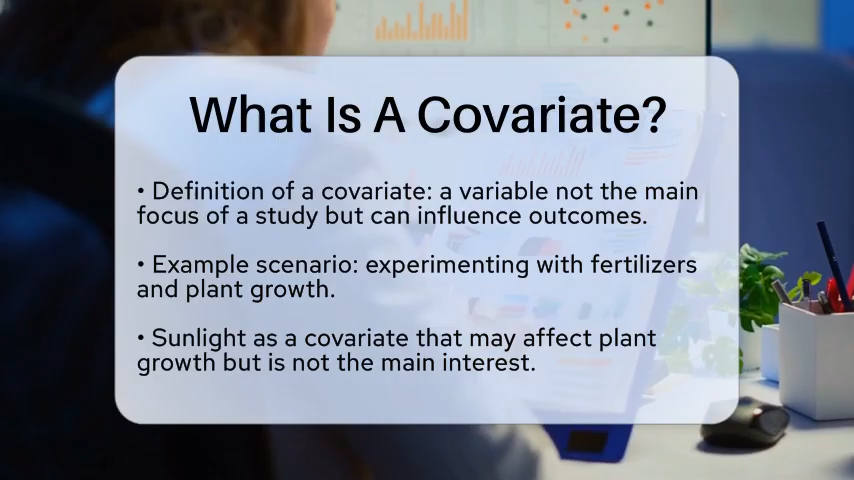 What Is A Covariate?
• Definition of a covariate: a variable not the main
focus of a study but can influence outcomes.
• Example scenario: experimenting with fertilizers
and plant growth.
• Sunlight as a covariate that may affect plant
growth but is not the main interest.